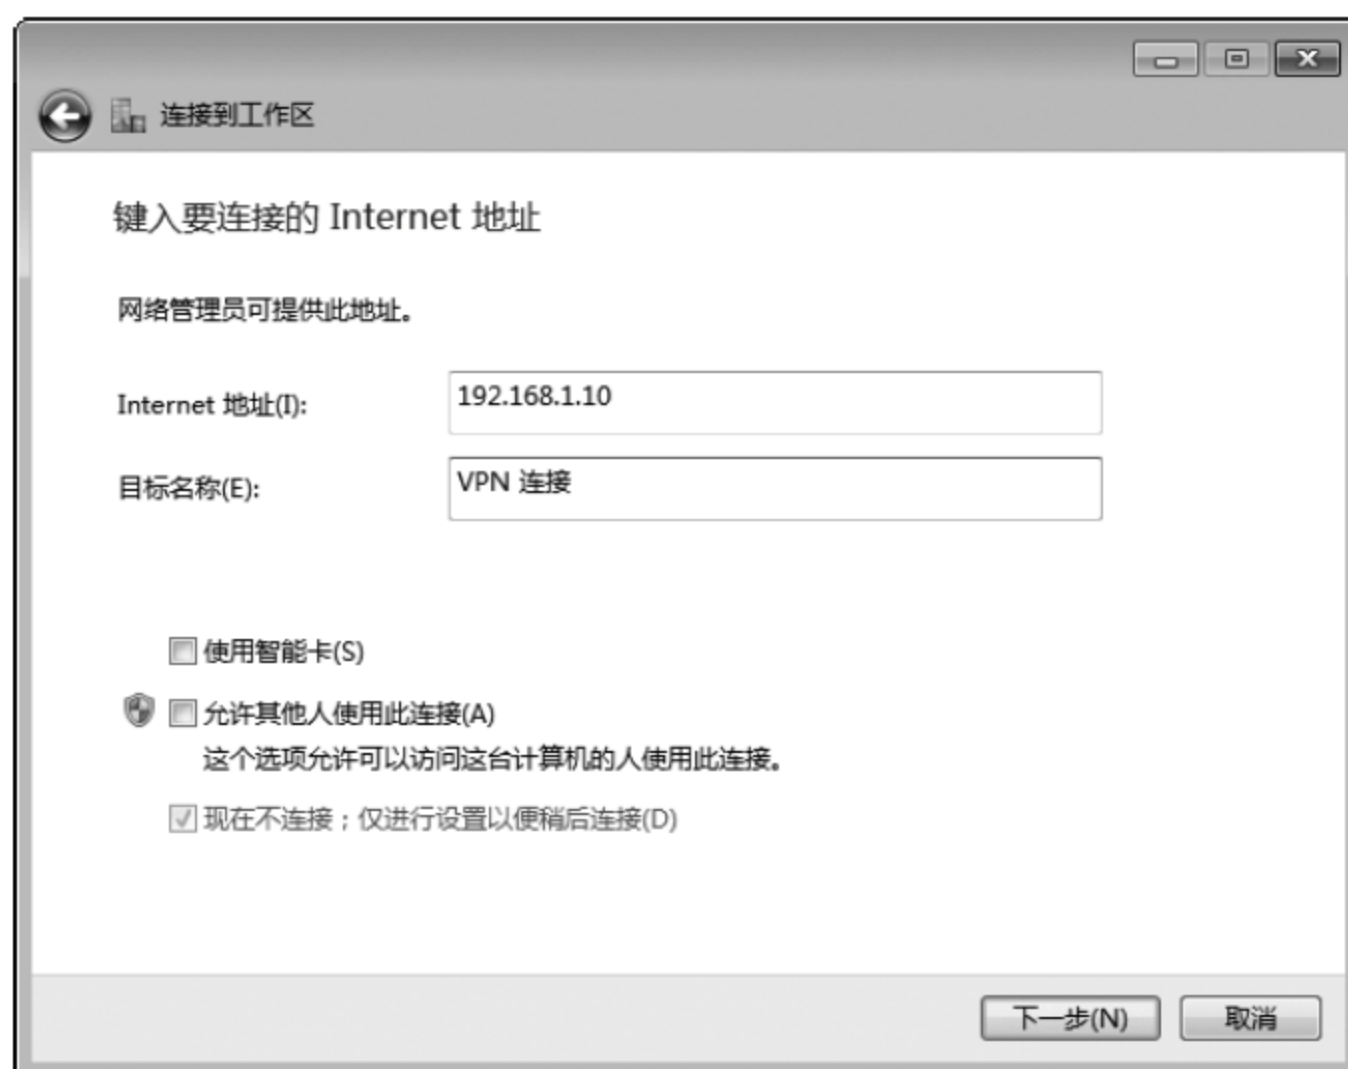 连接到工作区
键入要连接的 Internet 地址
网络管理员可提供此地址。
Internet 地址(I): 192.168.1.10
目标名称(E): VPN 连接
使用智能卡(S)
允许其他人使用此连接(A)
这个选项允许可以访问这台计算机的人使用此连接。
现在不连接；仅进行设置以便稍后连接(D)
下一步(N) 取消